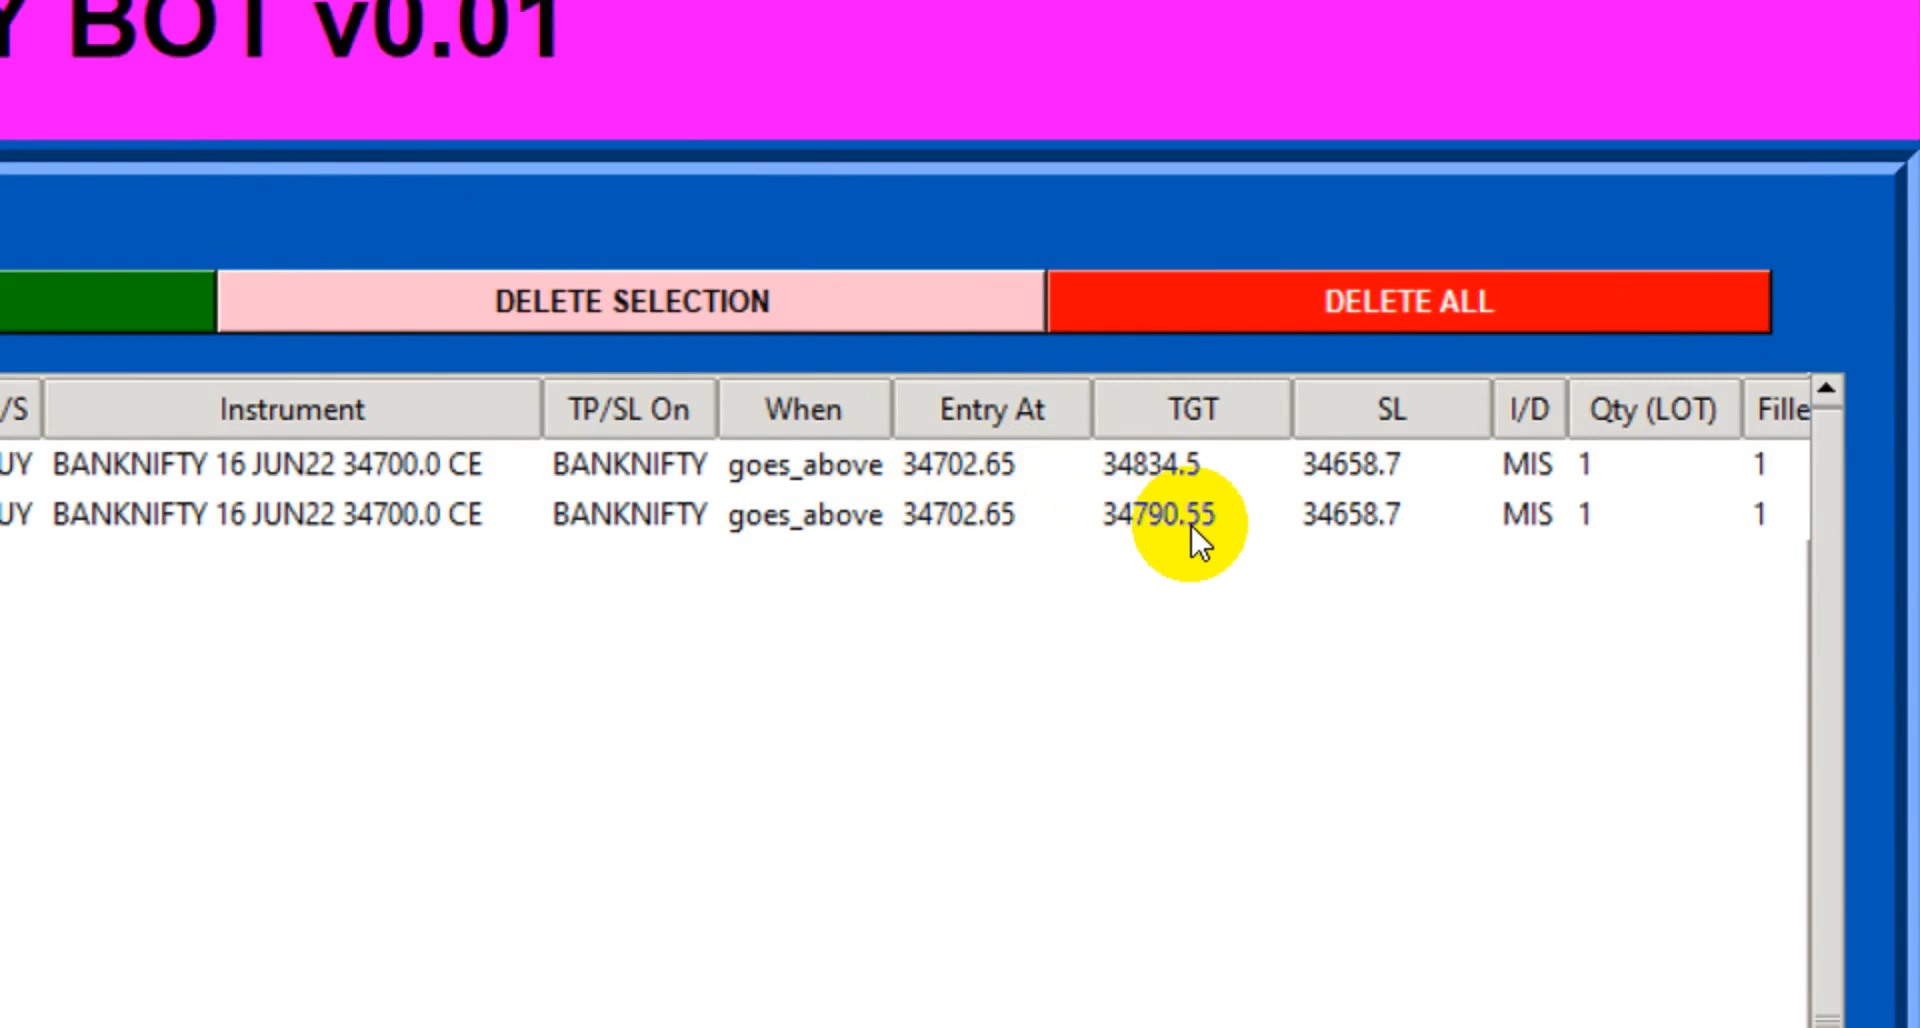 Y BOT v0.01
DELETE SELECTION DELETE ALL
/S Instrument TP/SL On When Entry At TGT SL I/D Qty (LOT) Fille
UY BANKNIFTY 16 JUN22 34700.0 CE BANKNIFTY goes_above 34702.65 34834.5 34658.7 MIS 1 1
UY BANKNIFTY 16 JUN22 34700.0 CE BANKNIFTY goes_above 34702.65 34790.55 34658.7 MIS 1 1